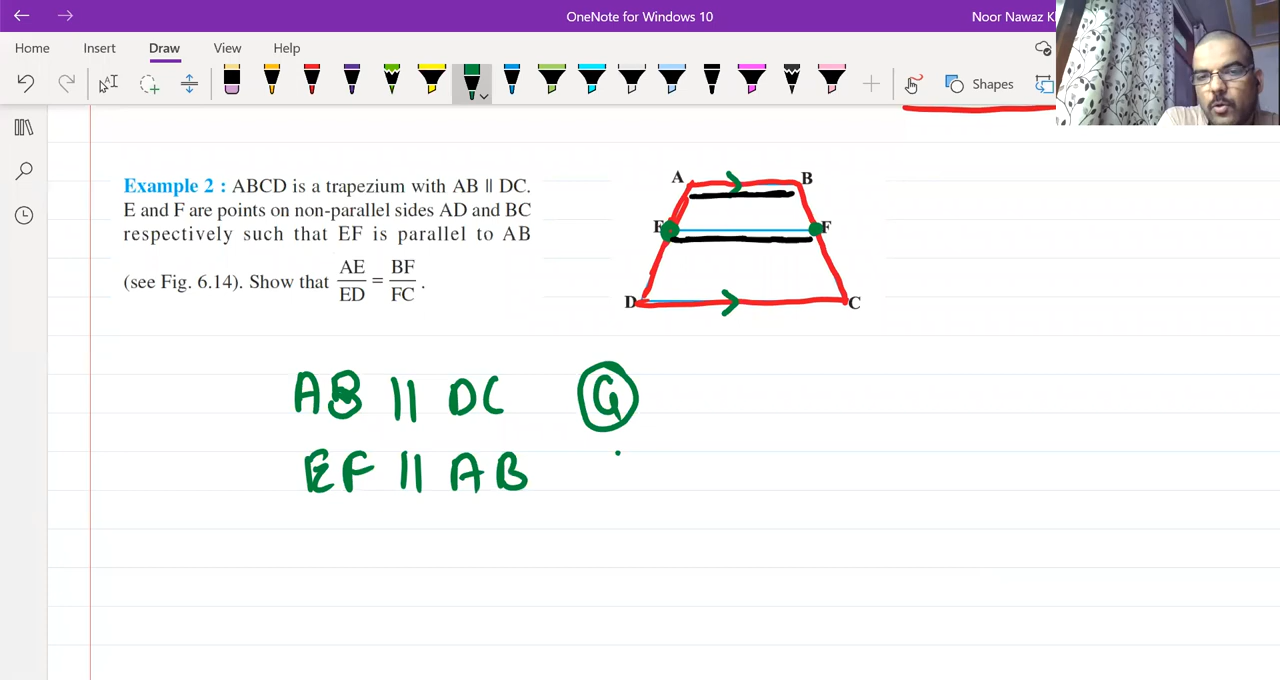 OneNote for Windows 10
Noor Nawaz K
Home Insert Draw View Help
Shapes
Example 2 : ABCD is a trapezium with AB || DC.
E and F are points on non-parallel sides AD and BC
respectively such that EF is parallel to AB
(see Fig. 6.14). Show that AE/ED = BF/FC .
A B
E F
D C
AB || DC G
EF || AB